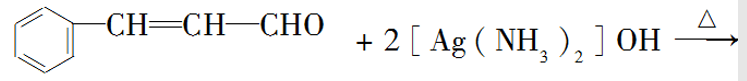 CH=CH—CHO + 2 [ Ag ( NH₃ )₂ ] OH △